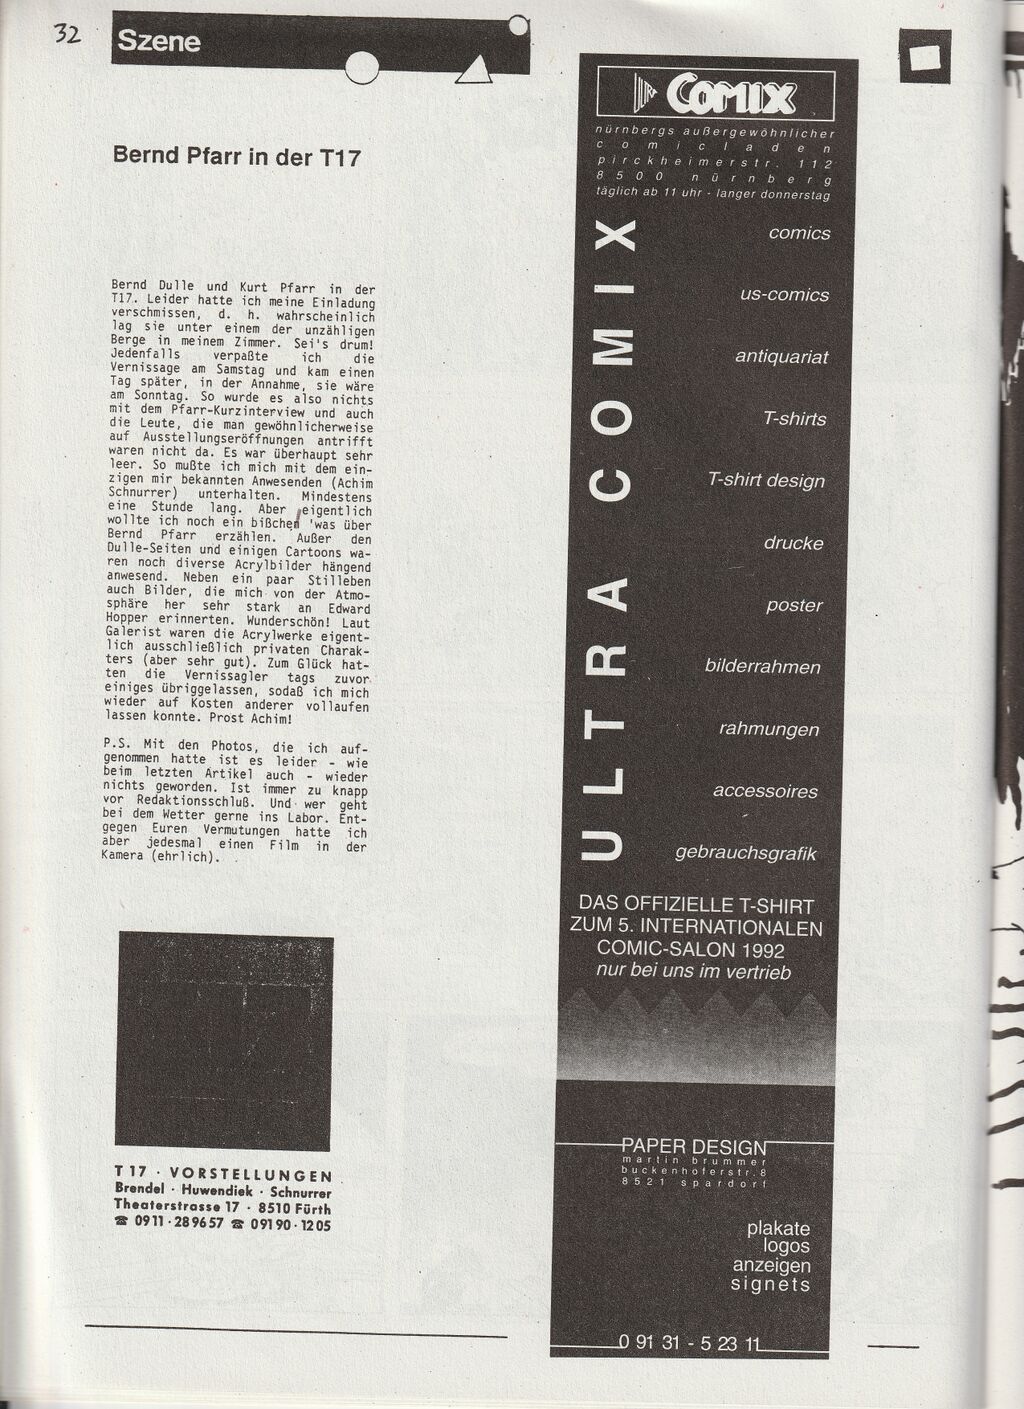 32
Szene
Bernd Pfarr in der T17
Bernd Dulle und Kurt Pfarr in der
T17. Leider hatte ich meine Einladung
verschmissen, d. h. wahrscheinlich
lag sie unter einem der unzähligen
Berge in meinem Zimmer. Sei's drum!
Jedenfalls verpaßte ich die
Vernissage am Samstag und kam einen
Tag später, in der Annahme, sie wäre
am Sonntag. So wurde es also nichts
mit dem Pfarr-Kurzinterview und auch
die Leute, die man gewöhnlicherweise
auf Ausstellungseröffnungen antrifft
waren nicht da. Es war überhaupt sehr
leer. So mußte ich mich mit dem ein-
zigen mir bekannten Anwesenden (Achim
Schnurrer) unterhalten. Mindestens
eine Stunde lang. Aber eigentlich
wollte ich noch ein bißchen 'was über
Bernd Pfarr erzählen. Außer den
Dulle-Seiten und einigen Cartoons wa-
ren noch diverse Acrylbilder hängend
anwesend. Neben ein paar Stilleben
auch Bilder, die mich von der Atmo-
sphäre her sehr stark an Edward
Hopper erinnerten. Wunderschön! Laut
Galerist waren die Acrylwerke eigent-
lich ausschließlich privaten Charak-
ters (aber sehr gut). Zum Glück hat-
ten die Vernissagler tags zuvor
einiges übriggelassen, sodaß ich mich
wieder auf Kosten anderer vollaufen
lassen konnte. Prost Achim!
P.S. Mit den Photos, die ich auf-
genommen hatte ist es leider - wie
beim letzten Artikel auch - wieder
nichts geworden. Ist immer zu knapp
vor Redaktionsschluß. Und wer geht
bei dem Wetter gerne ins Labor. Ent-
gegen Euren Vermutungen hatte ich
aber jedesmal einen Film in der
Kamera (ehrlich).
T17 · VORSTELLUNGEN
Brendel · Huwendiek · Schnurrer
Theaterstrasse 17 · 8510 Fürth
☎ 0911·289657 ☎ 09190·1205
COMIX
nürnbergs außergewöhnlicher
comicladen
pirckheimerstr. 112
8500 nürnberg
täglich ab 11 uhr - langer donnerstag
ULTRA COMIX
comics
us-comics
antiquariat
T-shirts
T-shirt design
drucke
poster
bilderrahmen
rahmungen
accessoires
gebrauchsgrafik
DAS OFFIZIELLE T-SHIRT
ZUM 5. INTERNATIONALEN
COMIC-SALON 1992
nur bei uns im vertrieb
PAPER DESIGN
martin brummer
buckenhoferstr.8
8521 spardorf
plakate
logos
anzeigen
signets
0 91 31 - 5 23 11